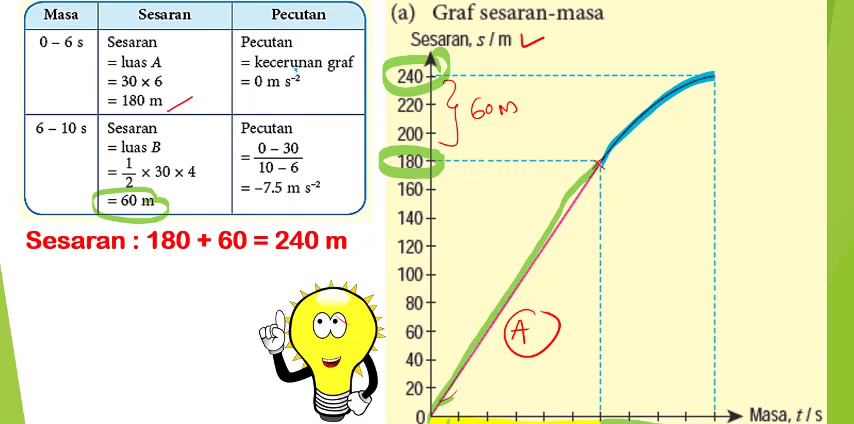 Masa Sesaran Pecutan
0 – 6 s Sesaran Pecutan
= luas A = kecerunan graf
= 30 × 6 = 0 m s⁻²
= 180 m
6 – 10 s Sesaran Pecutan
= luas B = 0 – 30 / 10 – 6
= 1/2 × 30 × 4 = –7.5 m s⁻²
= 60 m
Sesaran : 180 + 60 = 240 m
(a) Graf sesaran-masa
Sesaran, s / m
240
220
200
180
160
140
120
100
80
60
40
20
0
60 m
A
Masa, t / s